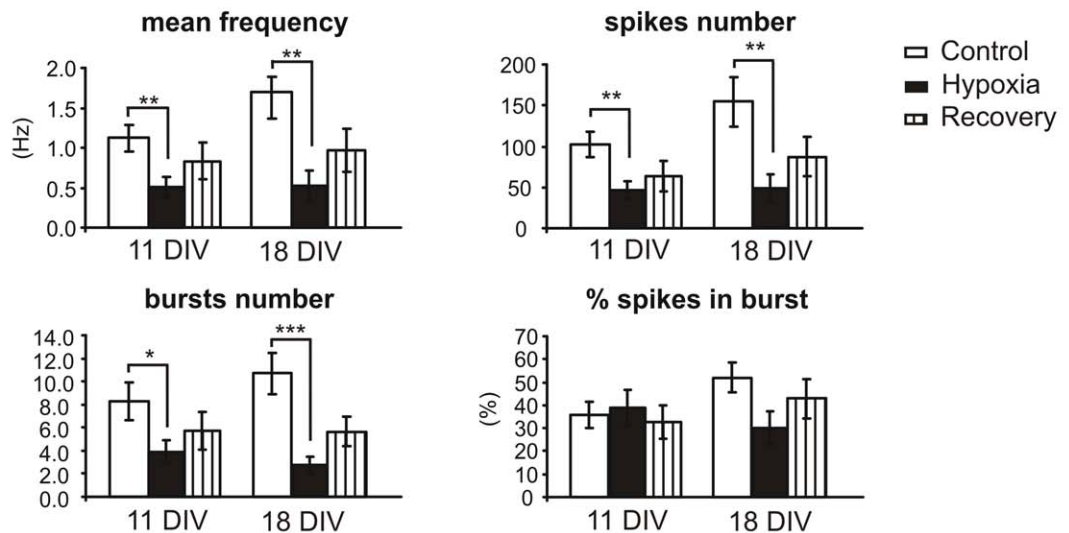 mean frequency
2.0
1.5
1.0
0.5
0.0
(Hz)
**
**
11 DIV
18 DIV
spikes number
200
150
100
50
0
**
**
11 DIV
18 DIV
Control
Hypoxia
Recovery
bursts number
14.0
12.0
10.0
8.0
6.0
4.0
2.0
0.0
*
***
11 DIV
18 DIV
% spikes in burst
70
60
50
40
30
20
10
0
(%)
11 DIV
18 DIV